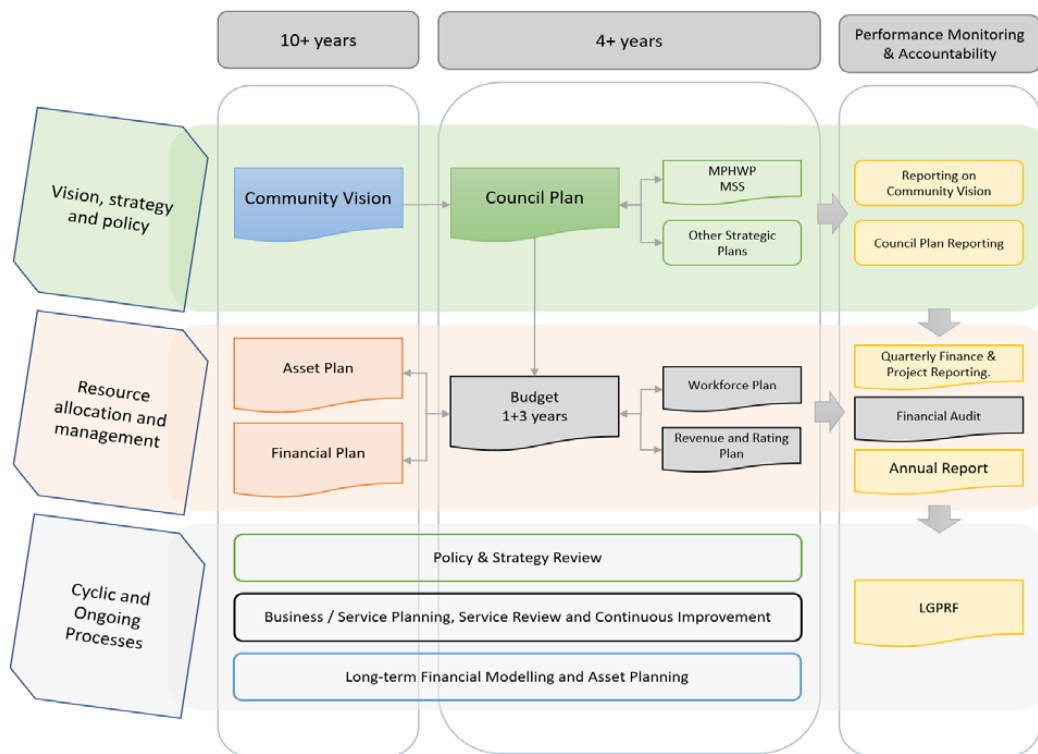 10+ years
4+ years
Performance Monitoring
& Accountability
Vision, strategy
and policy
Community Vision
Council Plan
MPHWP
MSS
Other Strategic
Plans
Reporting on
Community Vision
Council Plan Reporting
Resource
allocation and
management
Asset Plan
Financial Plan
Budget
1+3 years
Workforce Plan
Revenue and Rating
Plan
Quarterly Finance &
Project Reporting.
Financial Audit
Annual Report
Cyclic and
Ongoing
Processes
Policy & Strategy Review
Business / Service Planning, Service Review and Continuous Improvement
Long-term Financial Modelling and Asset Planning
LGPRF